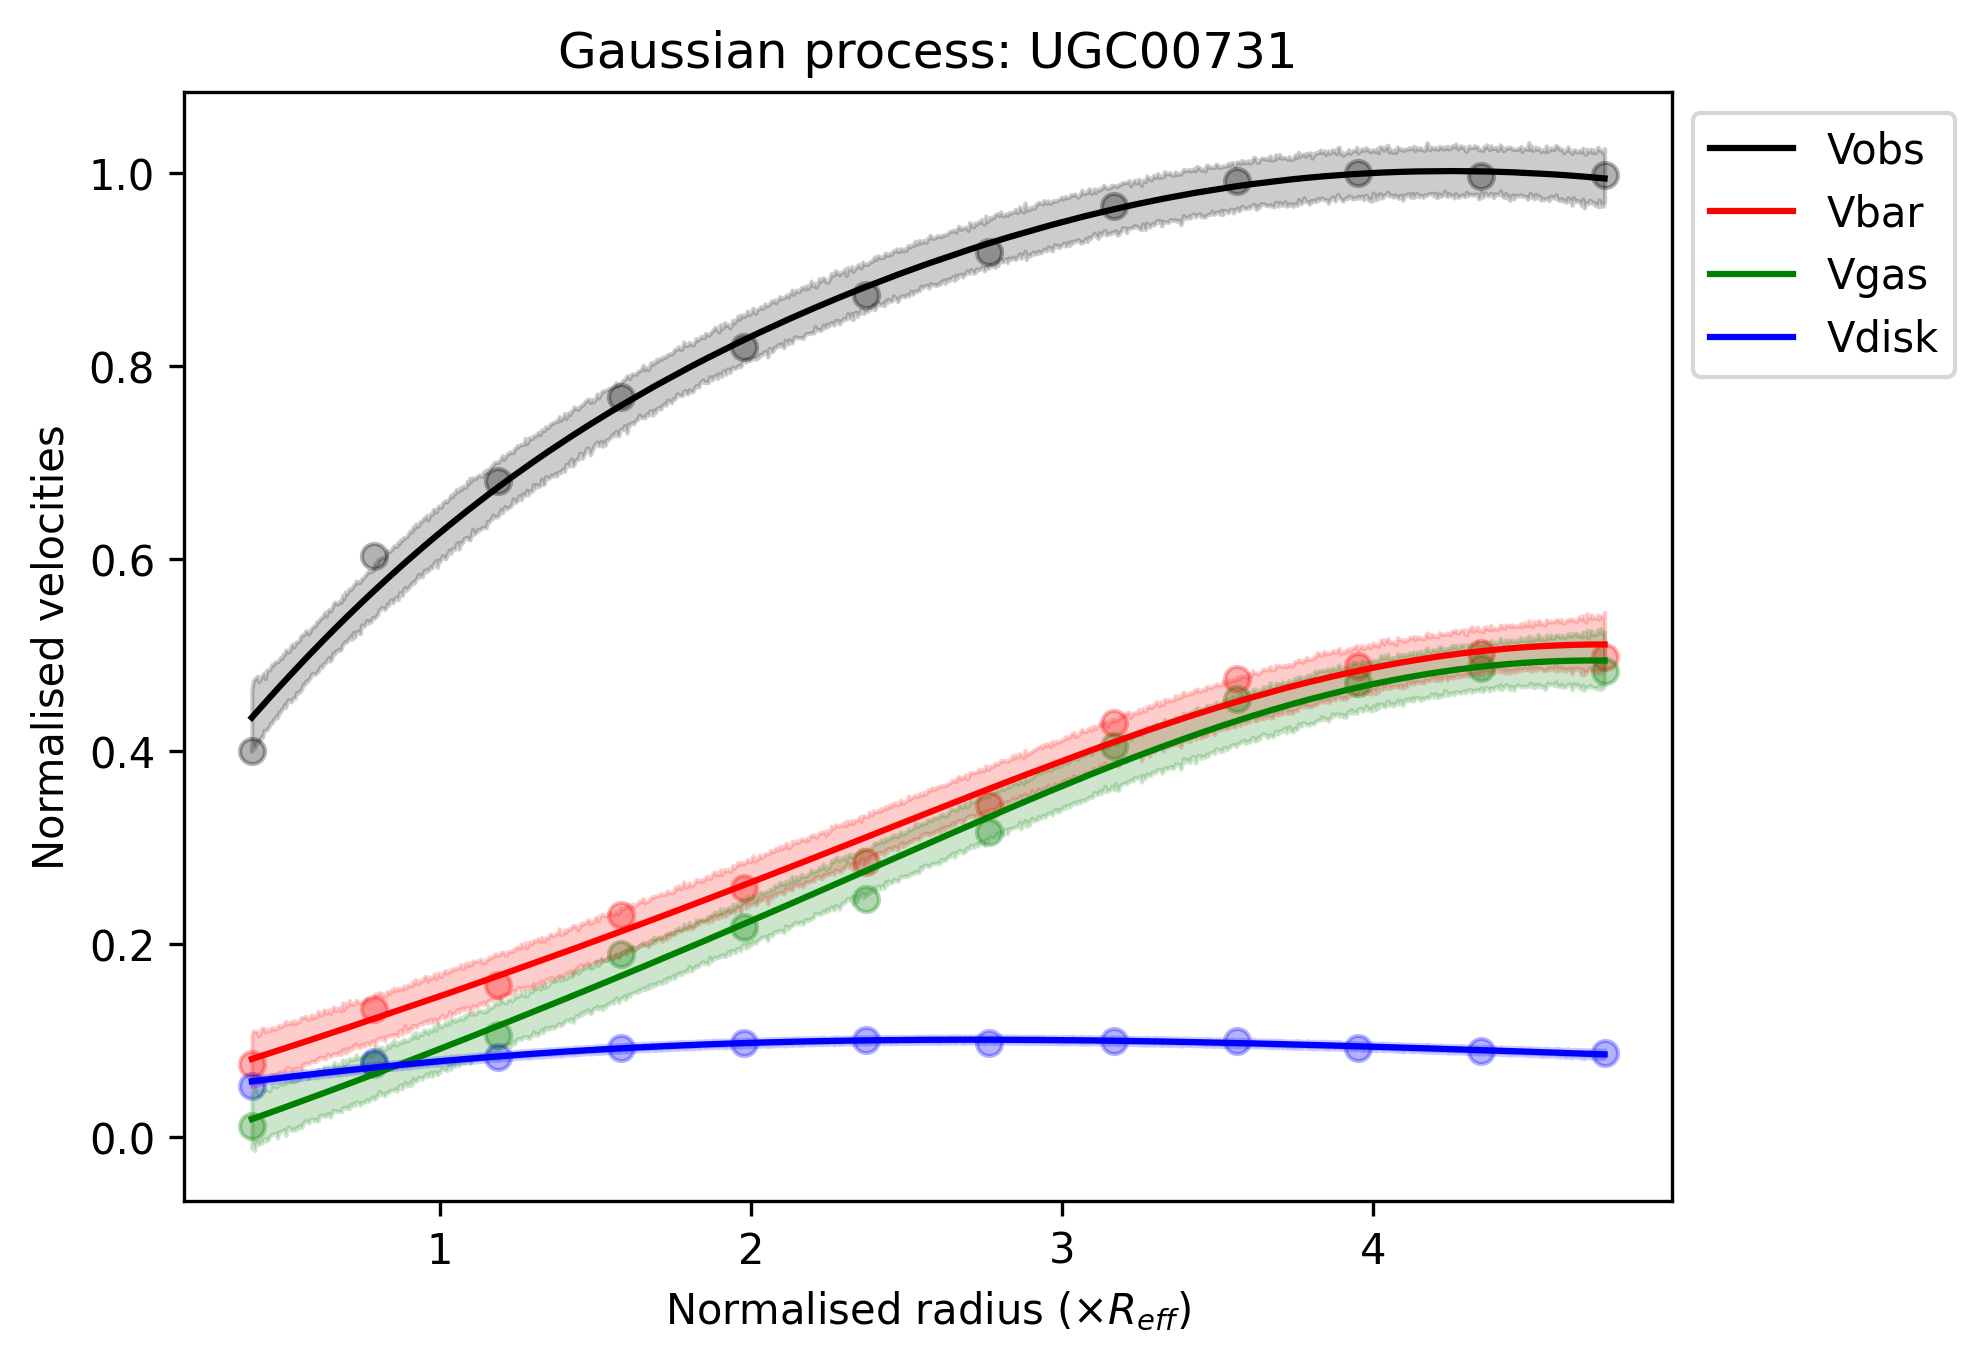 Gaussian process: UGC00731
Vobs
Vbar
Vgas
Vdisk
Normalised velocities
1.0
0.8
0.6
0.4
0.2
0.0
1 2 3 4
Normalised radius (×R_eff)